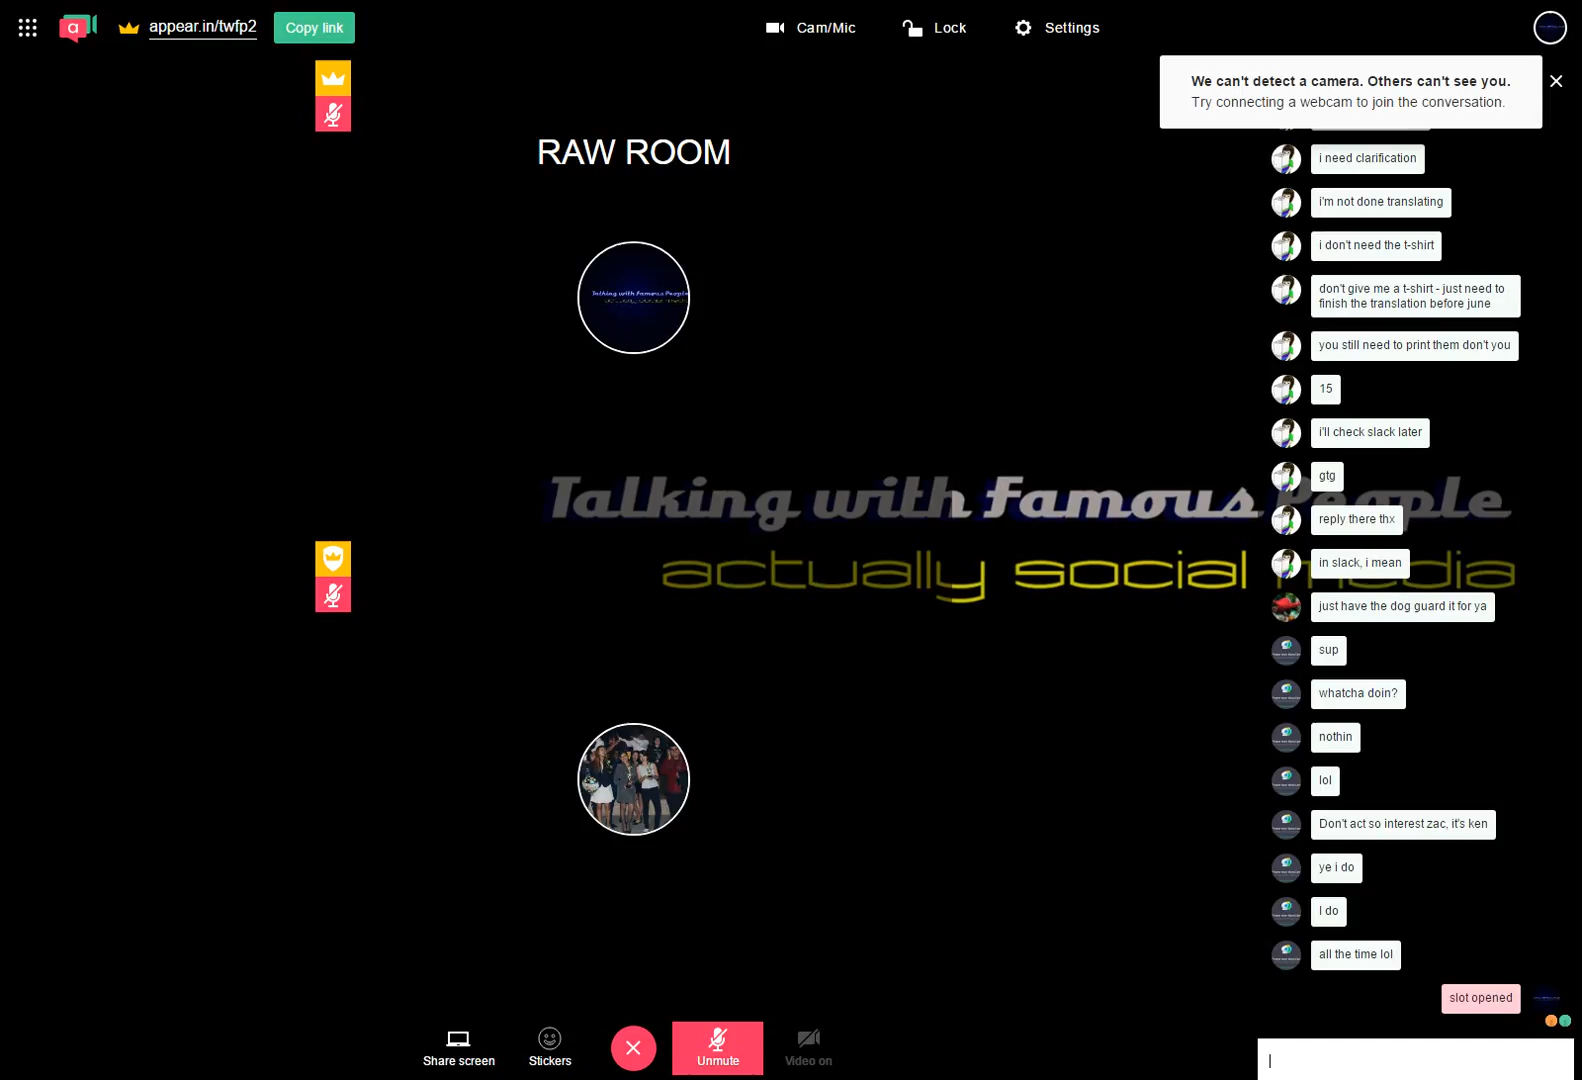 appear.in/twfp2
Copy link
Cam/Mic
Lock
Settings
We can't detect a camera. Others can't see you.
Try connecting a webcam to join the conversation.
RAW ROOM
Talking with Famous People
Talking with Famous People
actually social media
i need clarification
i'm not done translating
i don't need the t-shirt
don't give me a t-shirt - just need to
finish the translation before june
you still need to print them don't you
15
i'll check slack later
gtg
reply there thx
in slack, i mean
just have the dog guard it for ya
sup
whatcha doin?
nothin
lol
Don't act so interest zac, it's ken
ye i do
I do
all the time lol
slot opened
Share screen
Stickers
Unmute
Video on